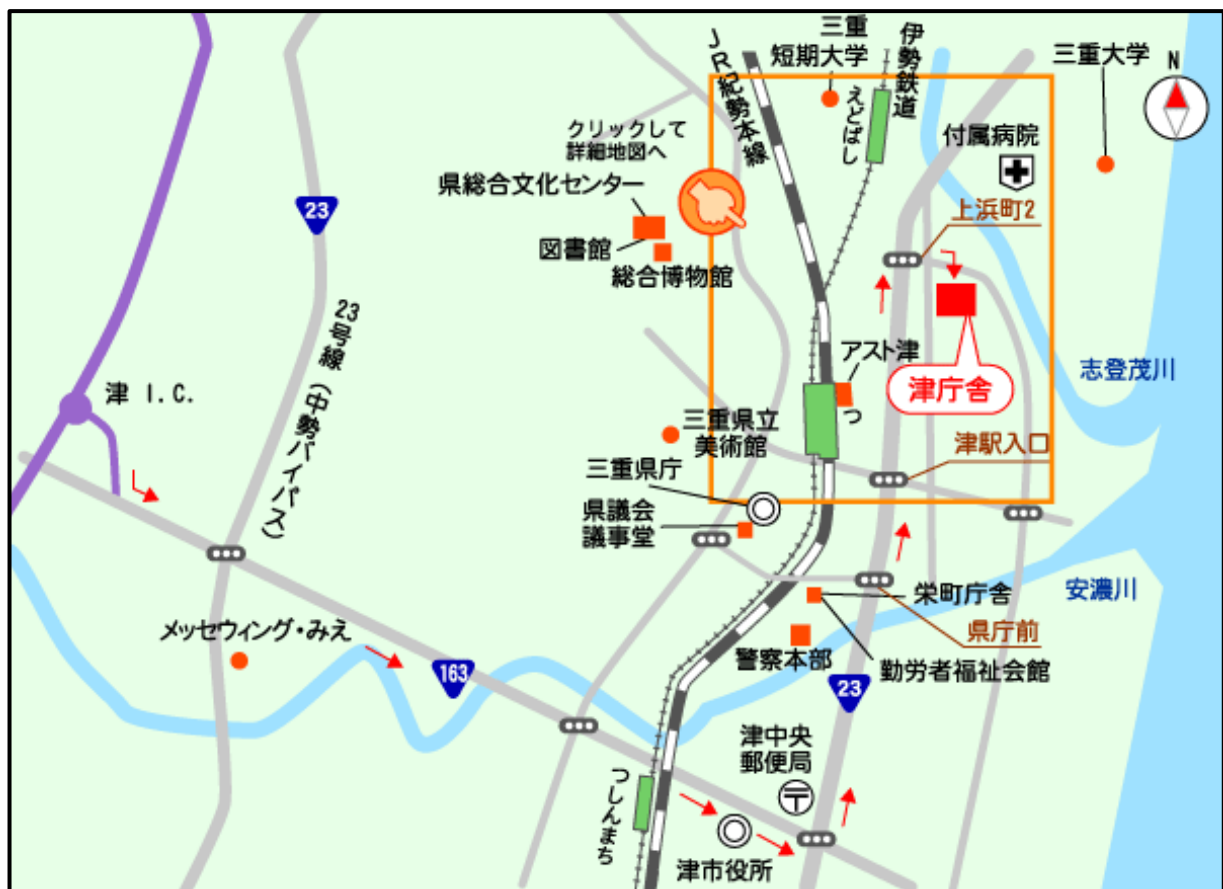 三重
短期大学
伊勢鉄道
三重大学
N
JR紀勢本線
えどばし
付属病院
クリックして
詳細地図へ
県総合文化センター
上浜町2
23
図書館
総合博物館
23号線（中勢バイパス）
アスト津
志登茂川
津 I.C.
津庁舎
つ
三重県立
美術館
津駅入口
三重県庁
県議会
議事堂
栄町庁舎
安濃川
メッセウィング・みえ
県庁前
警察本部
勤労者福祉会館
163
23
津中央
郵便局
〒
つしんまち
津市役所